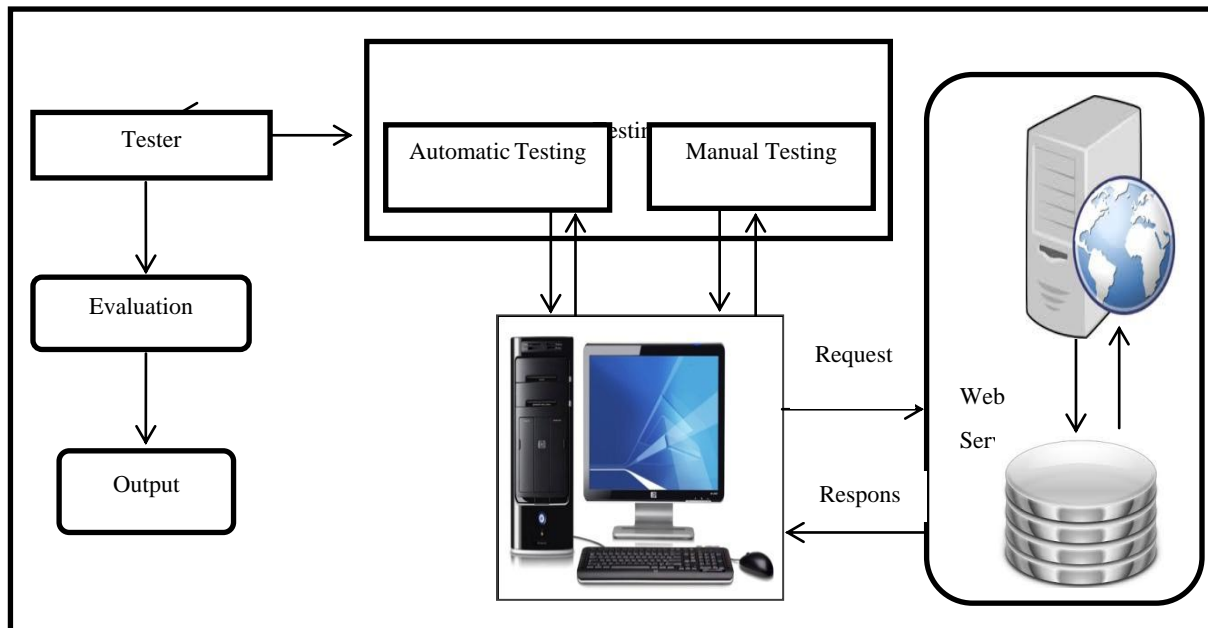 Tester
Automatic Testing
Manual Testing
Evaluation
Output
Request
Web
Respons